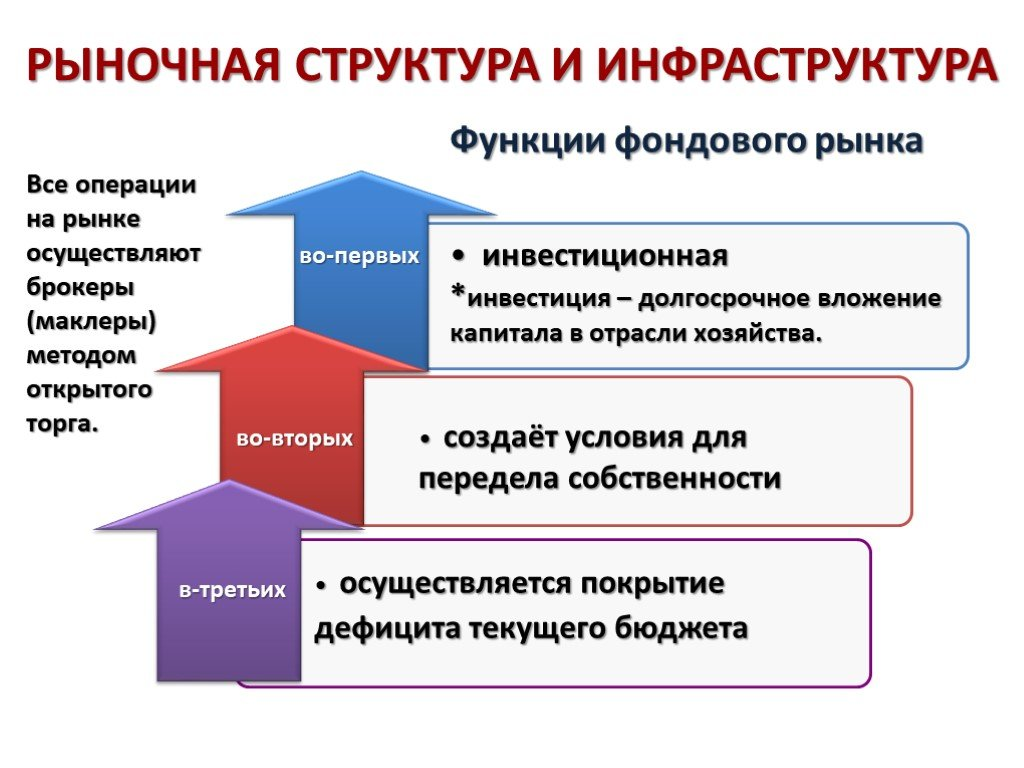 РЫНОЧНАЯ СТРУКТУРА И ИНФРАСТРУКТУРА
Функции фондового рынка
Все операции
на рынке
осуществляют
брокеры
(маклеры)
методом
открытого
торга.
во-первых
• инвестиционная
*инвестиция – долгосрочное вложение
капитала в отрасли хозяйства.
во-вторых
• создаёт условия для
передела собственности
в-третьих
• осуществляется покрытие
дефицита текущего бюджета